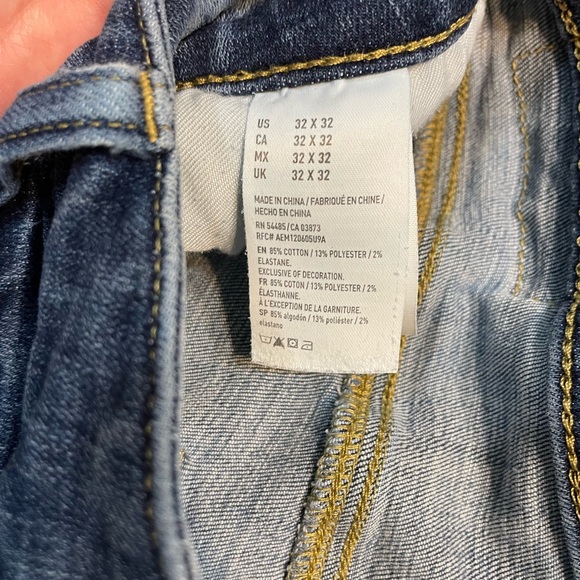 US 32 X 32
CA 32 X 32
MX 32 X 32
UK 32 X 32
MADE IN CHINA / FABRIQUÉ EN CHINE /
HECHO EN CHINA
RN 54485/CA 03873
RFC# AEM120605U9A
EN 85% COTTON / 13% POLYESTER / 2%
ELASTANE.
EXCLUSIVE OF DECORATION.
FR 85% COTON / 13% POLYESTER / 2%
ÉLASTHANNE.
À L'EXCEPTION DE LA GARNITURE.
SP 85% algodón / 13% poliéster / 2%
elastano